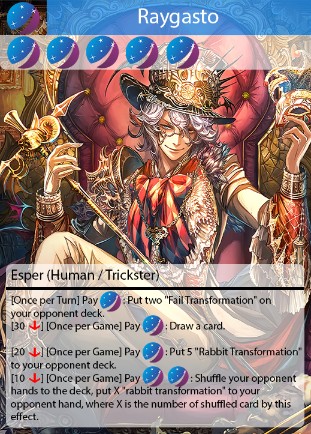 Raygasto
Esper (Human / Trickster)
[Once per Turn] Pay : Put two "Fail Transformation" on
your opponent deck.
[30 ] [Once per Game] Pay : Draw a card.
[20 ] [Once per Game] Pay : Put 5 "Rabbit Transformation"
to your opponent deck.
[10 ] [Once per Game] Pay : Shuffle your opponent
hands to the deck, put X "rabbit transformation" to your
opponent hand, where X is the number of shuffled card by this
effect.